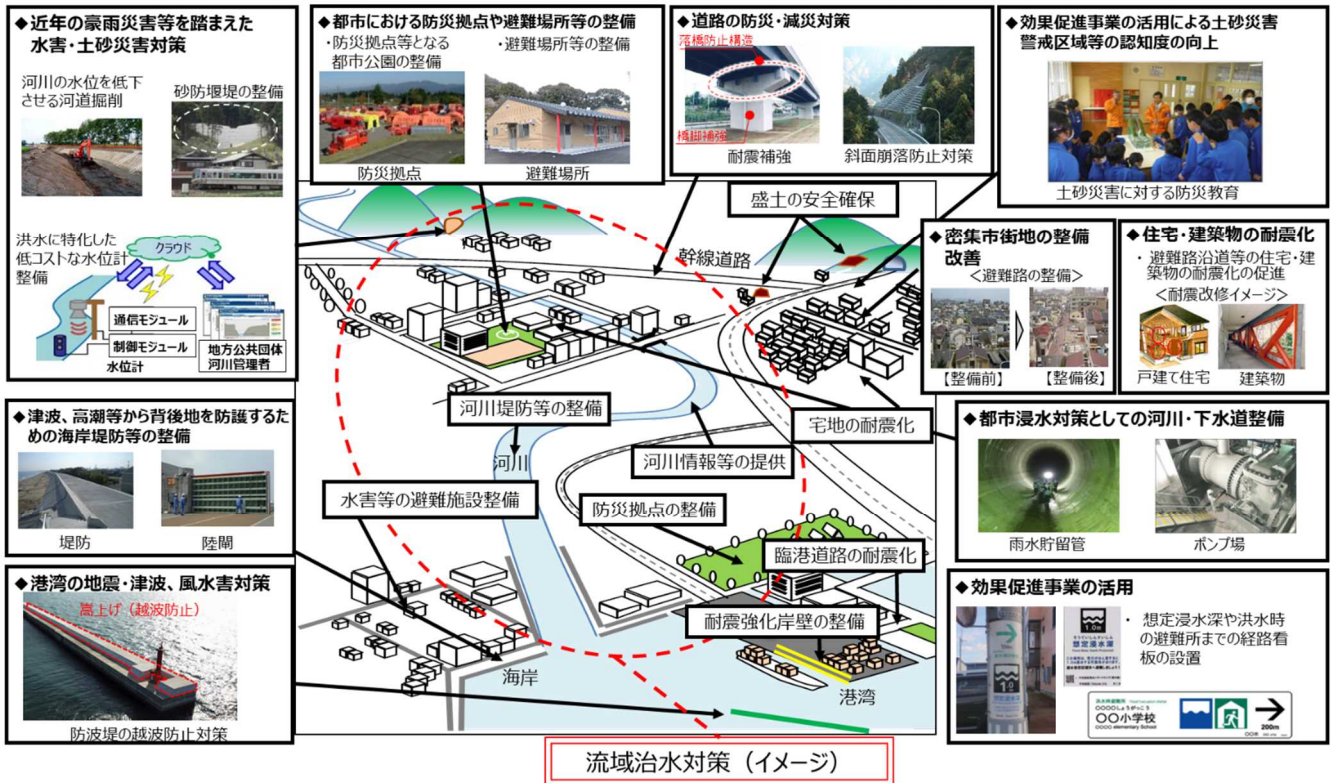 ◆近年の豪雨災害等を踏まえた
水害・土砂災害対策
河川の水位を低下
させる河道掘削
砂防堰堤の整備
洪水に特化した
低コストな水位計
整備
クラウド
通信モジュール
制御モジュール
水位計
地方公共団体
河川管理者
◆都市における防災拠点や避難場所等の整備
・防災拠点等となる
都市公園の整備
・避難場所等の整備
防災拠点
避難場所
◆道路の防災・減災対策
落橋防止構造
橋脚補強
耐震補強
斜面崩落防止対策
◆効果促進事業の活用による土砂災害
警戒区域等の認知度の向上
土砂災害に対する防災教育
盛土の安全確保
幹線道路
◆密集市街地の整備
改善
＜避難路の整備＞
【整備前】
【整備後】
◆住宅・建築物の耐震化
・ 避難路沿道等の住宅・建
築物の耐震化の促進
＜耐震改修イメージ＞
戸建て住宅
建築物
◆津波、高潮等から背後地を防護するた
めの海岸堤防等の整備
堤防
陸閘
河川堤防等の整備
河川
宅地の耐震化
河川情報等の提供
水害等の避難施設整備
防災拠点の整備
臨港道路の耐震化
耐震強化岸壁の整備
海岸
港湾
◆都市浸水対策としての河川・下水道整備
雨水貯留管
ポンプ場
◆港湾の地震・津波、風水害対策
嵩上げ（越波防止）
防波堤の越波防止対策
◆効果促進事業の活用
1.0m
想定浸水深
1.0
・ 想定浸水深や洪水時
の避難所までの経路看
板の設置
〇〇〇〇しょうがっこう
〇〇小学校
〇〇〇〇 elementary School
200m
流域治水対策（イメージ）